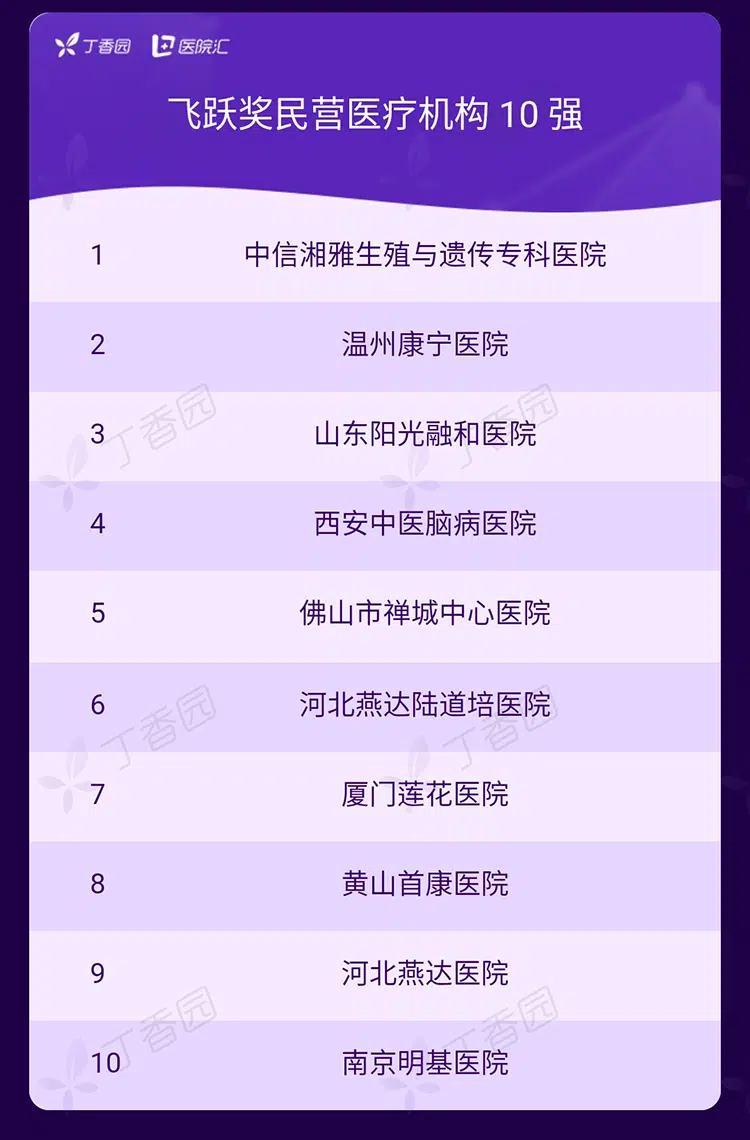 丁香园 医院汇
飞跃奖民营医疗机构 10 强
1 中信湘雅生殖与遗传专科医院
2 温州康宁医院
3 山东阳光融和医院
4 西安中医脑病医院
5 佛山市禅城中心医院
6 河北燕达陆道培医院
7 厦门莲花医院
8 黄山首康医院
9 河北燕达医院
10 南京明基医院
丁香园
丁香园
丁香园
丁香园
丁香园
丁香园